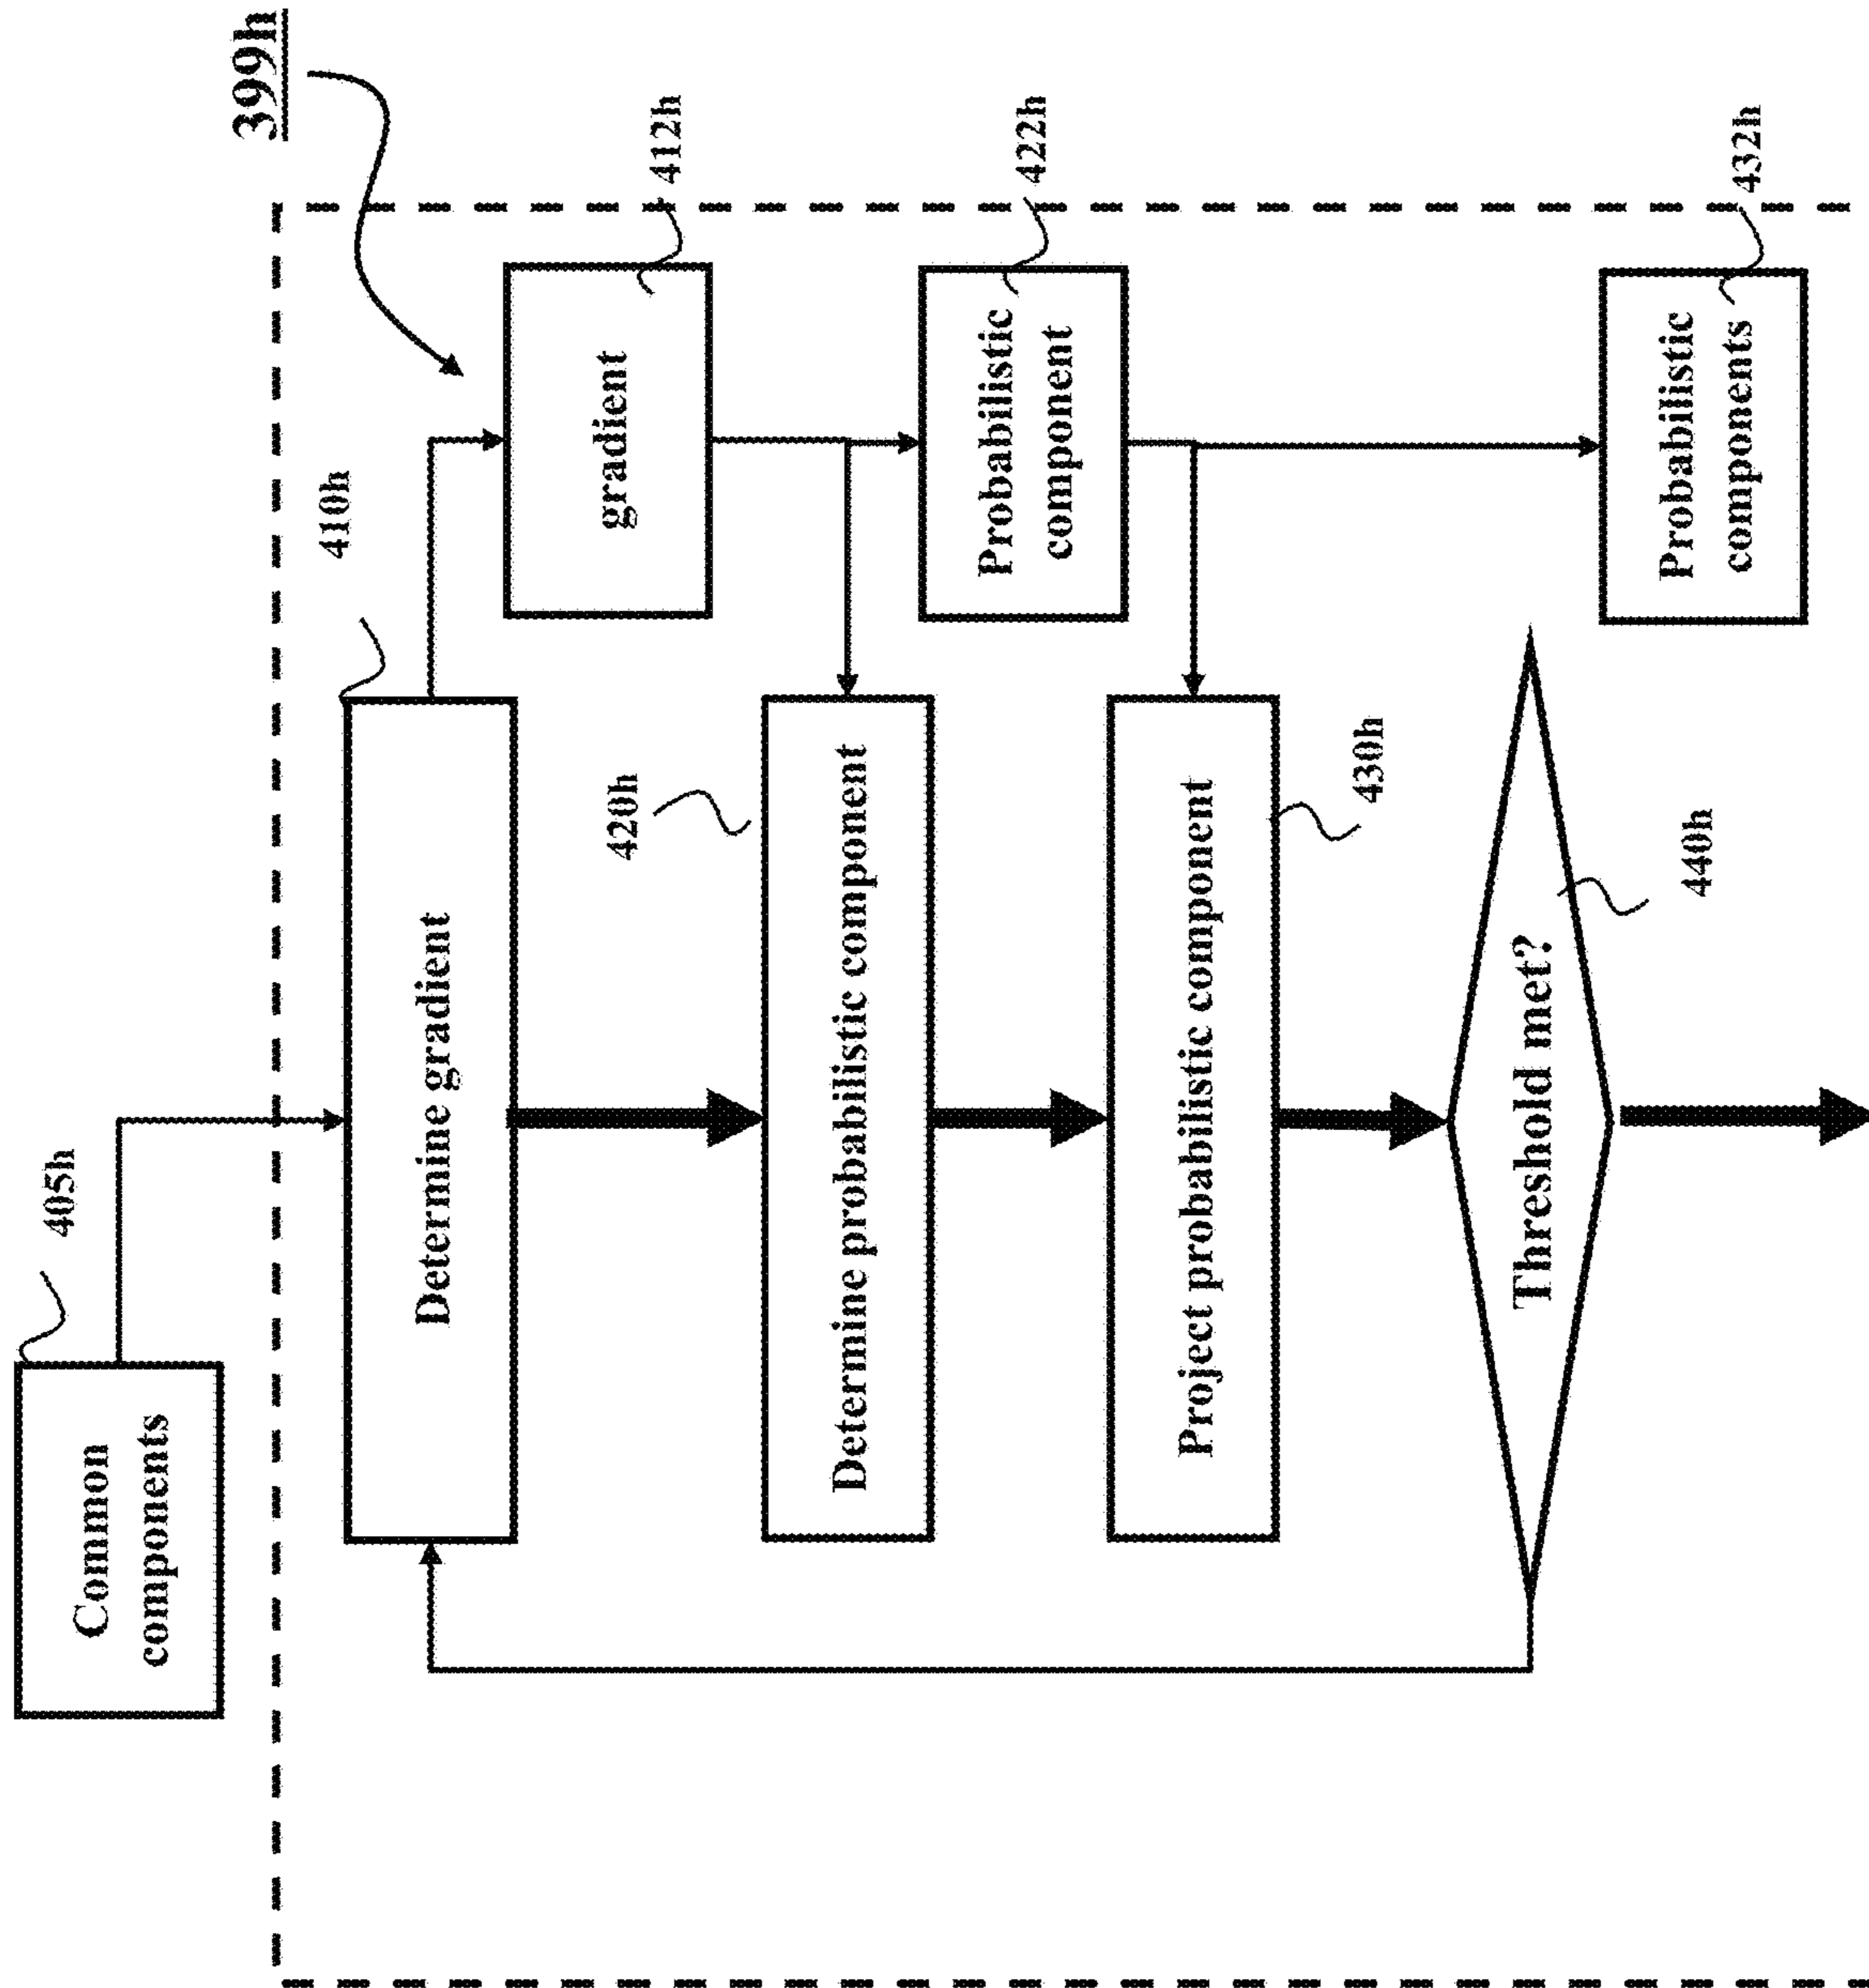 399h
Common
components
405h
Determine gradient
410h
gradient
412h
Determine probabilistic component
420h
Probabilistic
component
422h
Project probabilistic component
430h
Threshold met?
440h
Probabilistic
components
432h